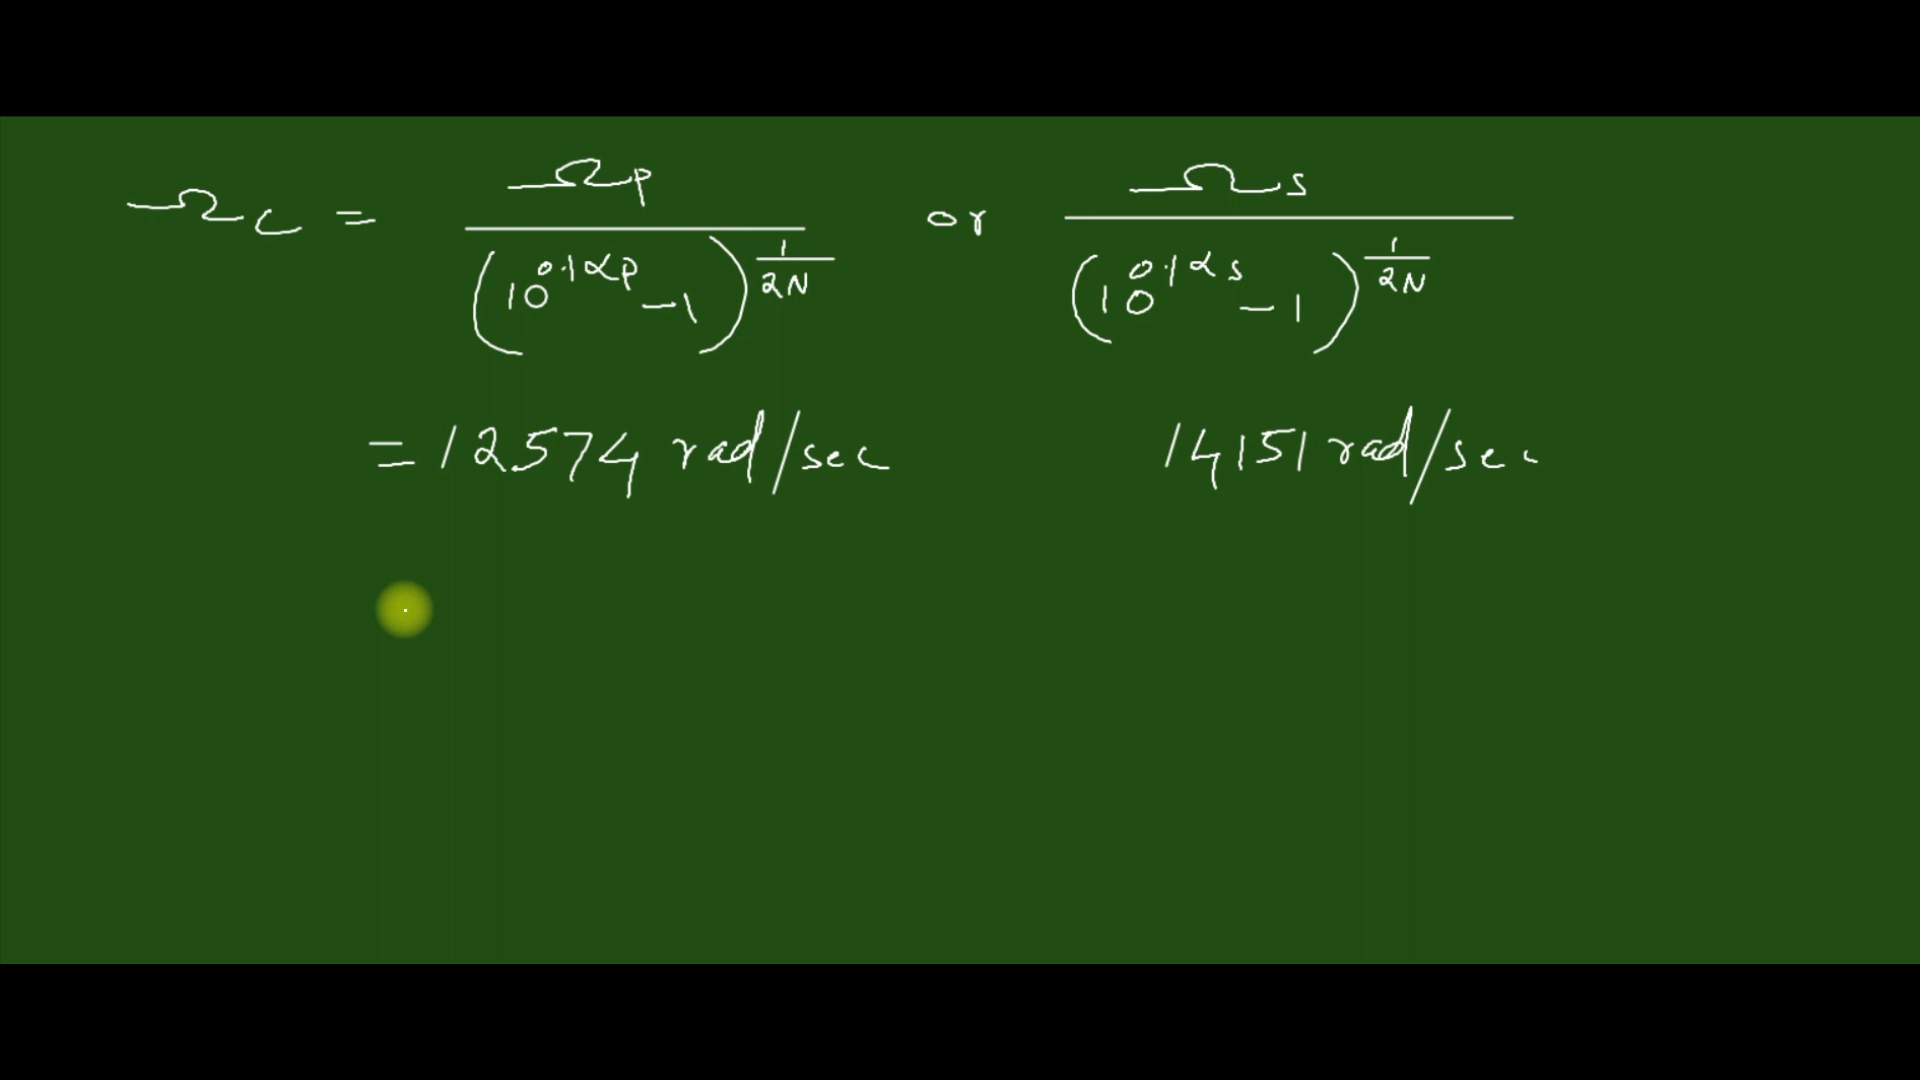 Ωc = Ωp / (10^(0.1αp) − 1)^(1/2N) or Ωs / (10^(0.1αs) − 1)^(1/2N)
= 12574 rad/sec 14151 rad/sec